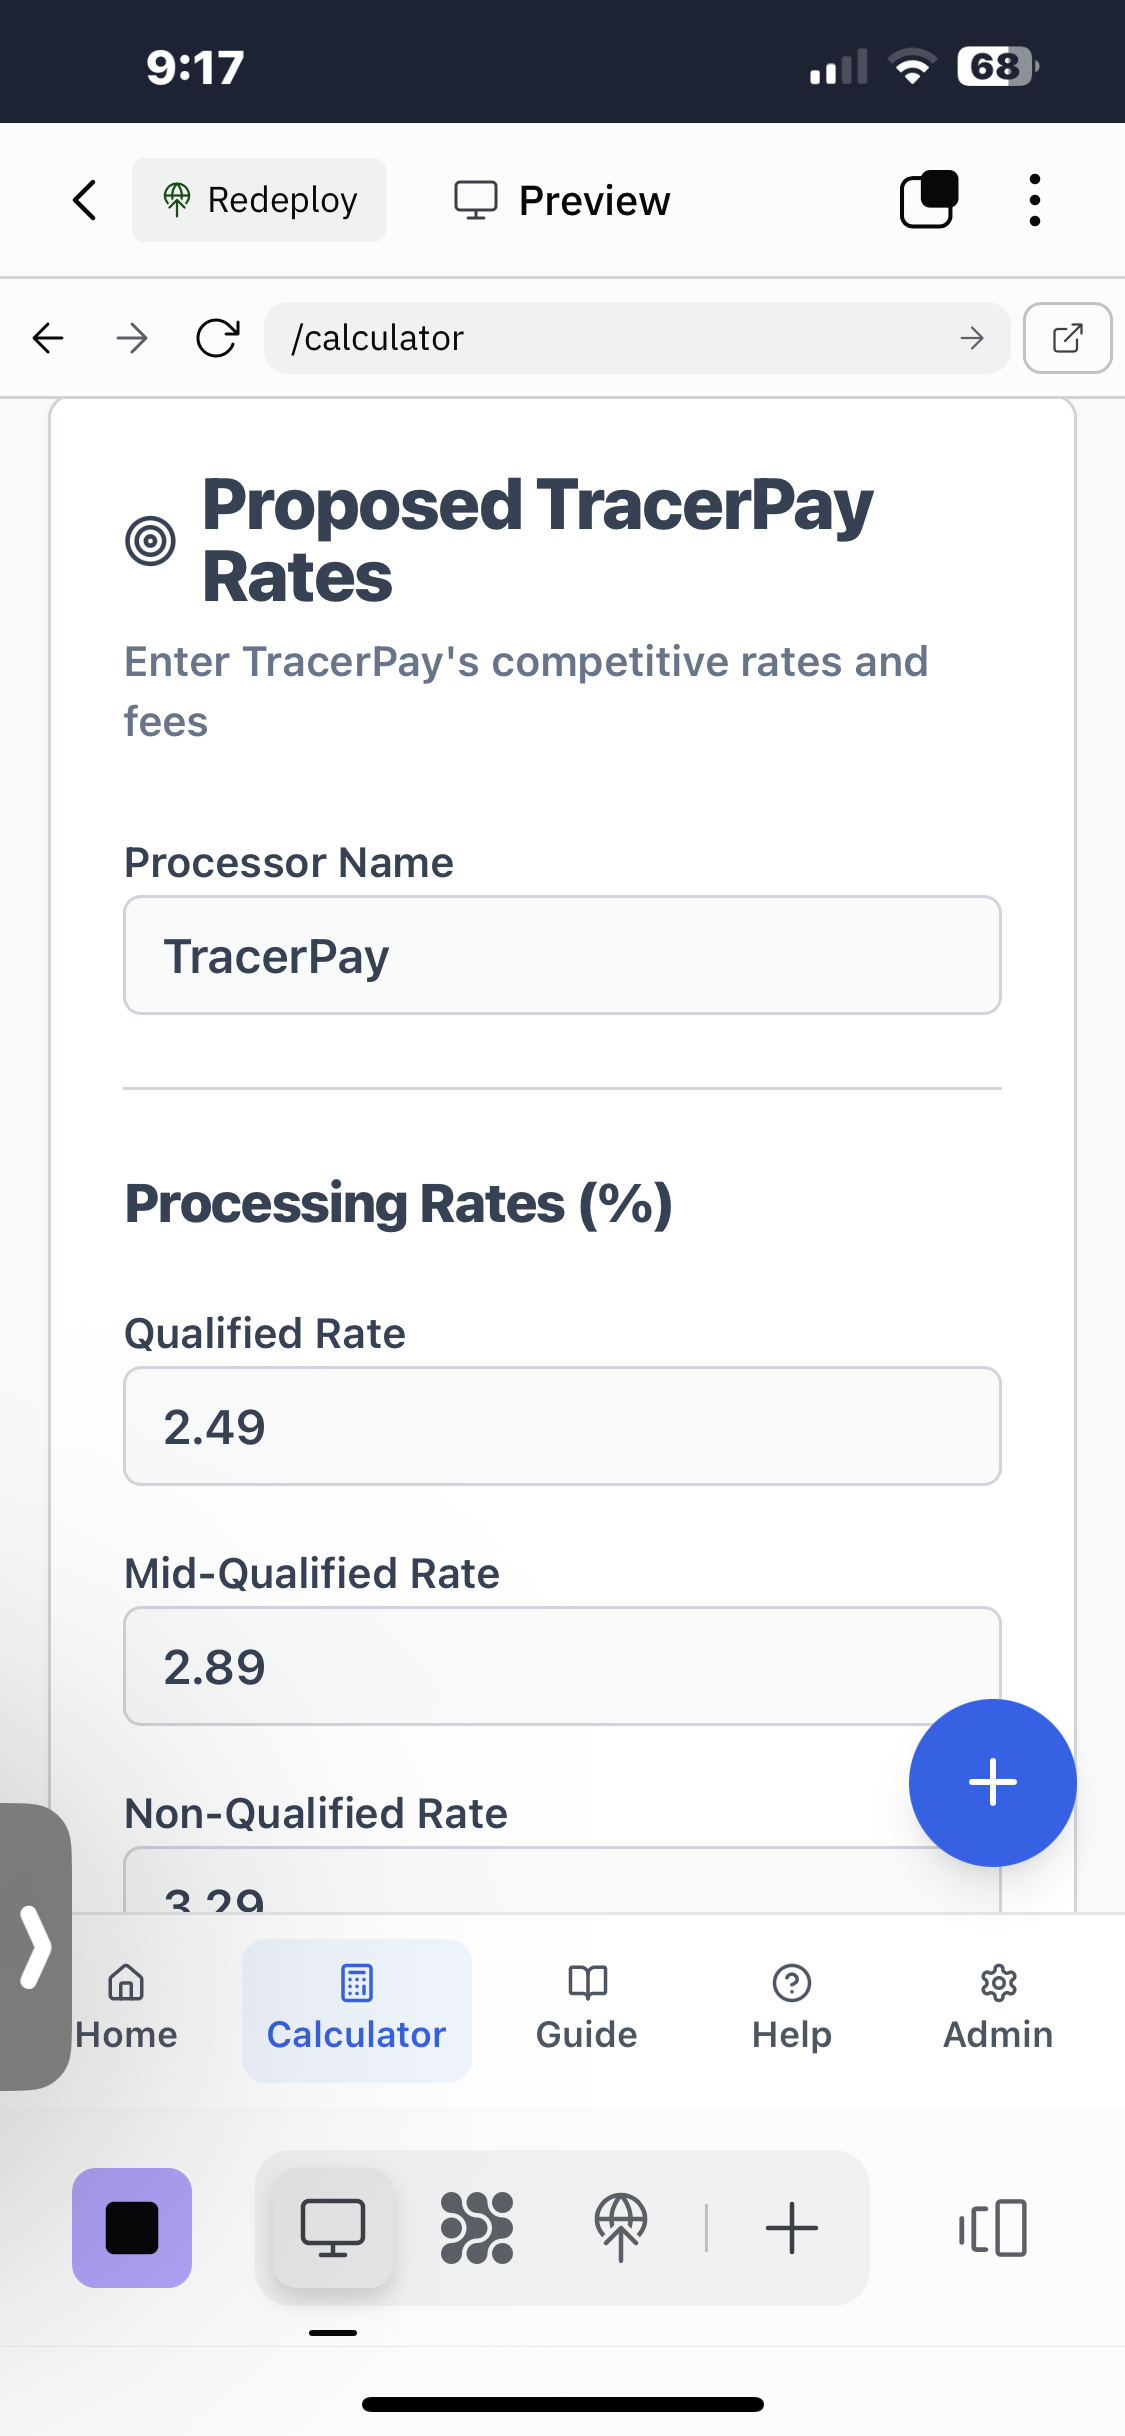 9:17
68
Redeploy
Preview
/calculator
Proposed TracerPay
Rates
Enter TracerPay's competitive rates and
fees
Processor Name
TracerPay
Processing Rates (%)
Qualified Rate
2.49
Mid-Qualified Rate
2.89
Non-Qualified Rate
3.29
Home
Calculator
Guide
Help
Admin